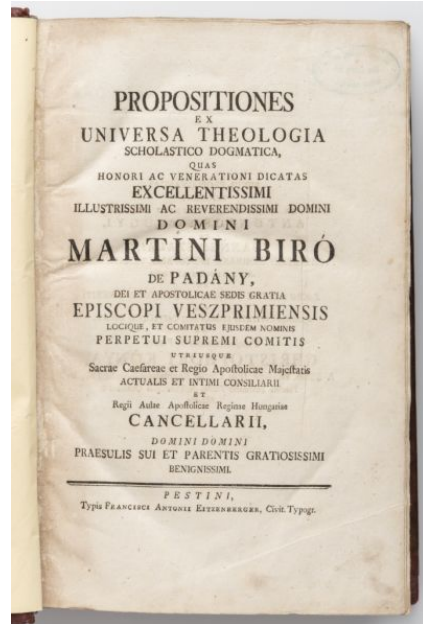 PROPOSITIONES
EX
UNIVERSA THEOLOGIA
SCHOLASTICO DOGMATICA,
QUAS
HONORI AC VENERATIONI DICATAS
EXCELLENTISSIMI
ILLUSTRISSIMI AC REVERENDISSIMI DOMINI
DOMINI
MARTINI BIRÓ
DE PADÁNY,
DEI ET APOSTOLICAE SEDIS GRATIA
EPISCOPI VESZPRIMIENSIS
LOCIQUE, ET COMITATUS EJUSDEM NOMINIS
PERPETUI SUPREMI COMITIS
UTRIUSQUE
Sacrae Caesareae et Regio Apostolicae Majestatis
ACTUALIS ET INTIMI CONSILIARII
ET
Regii Aulae Apostolicae Reginae Hungariae
CANCELLARII,
DOMINI DOMINI
PRAESULIS SUI ET PARENTIS GRATIOSISSIMI
BENIGNISSIMI.
PESTINI,
Typis FRANCISCI ANTONII EITZENBERGER, Civit. Typogr.